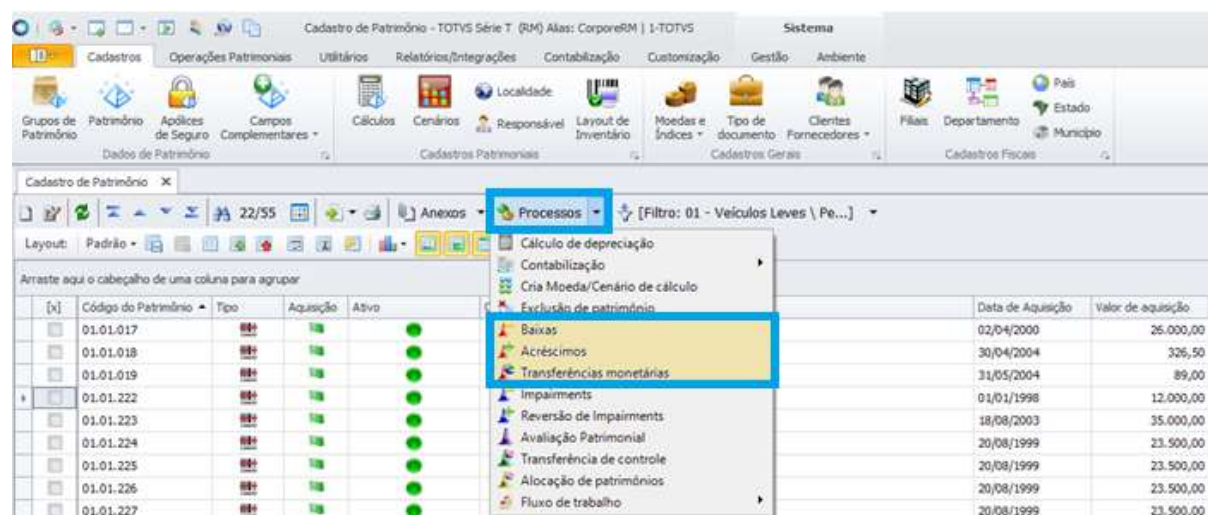 Cadastro de Patrimônio - TOTVS Série T (RM) Alias: CorporeRM | 1-TOTVS Sistema
Cadastros Operações Patrimoniais Utilitários Relatórios/Integrações Contabilização Customização Gestão Ambiente
Grupos de Patrimônio Patrimônio Apólices de Seguro Campos Complementares Cálculos Cenários Localidade Responsável Layout de Inventário Moedas e Índices Tipo de documento Clientes Fornecedores Filiais Departamento País Estado Município
Dados de Patrimônio Cadastros Patrimoniais Cadastros Gerais Cadastros Fiscais
Cadastro de Patrimônio X
22/55 Anexos Processos [Filtro: 01 - Veículos Leves \ Pe...]
Layout: Padrão
Arraste aqui o cabeçalho de uma coluna para agrupar
Cálculo de depreciação
Contabilização
Cria Moeda/Cenário de cálculo
Exclusão de patrimônio
Baixas
Acréscimos
Transferências monetárias
Impairments
Reversão de Impairments
Avaliação Patrimonial
Transferência de controle
Alocação de patrimônios
Fluxo de trabalho
[x] Código do Patrimônio Tipo Aquisição Ativo Data de Aquisição Valor de aquisição
01.01.017 02/04/2000 26.000,00
01.01.018 30/04/2004 326,50
01.01.019 31/05/2004 89,00
01.01.222 01/01/1998 12.000,00
01.01.223 18/08/2003 35.000,00
01.01.224 20/08/1999 23.500,00
01.01.225 20/08/1999 23.500,00
01.01.226 20/08/1999 23.500,00
01.01.227 20/08/1999 23.500,00